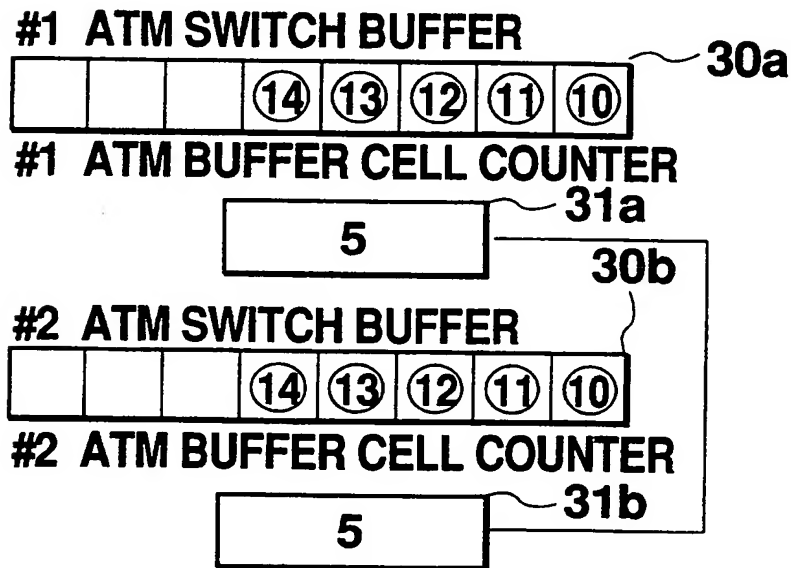 #1 ATM SWITCH BUFFER
30a
⑭ ⑬ ⑫ ⑪ ⑩
#1 ATM BUFFER CELL COUNTER
31a
5
30b
#2 ATM SWITCH BUFFER
⑭ ⑬ ⑫ ⑪ ⑩
#2 ATM BUFFER CELL COUNTER
31b
5